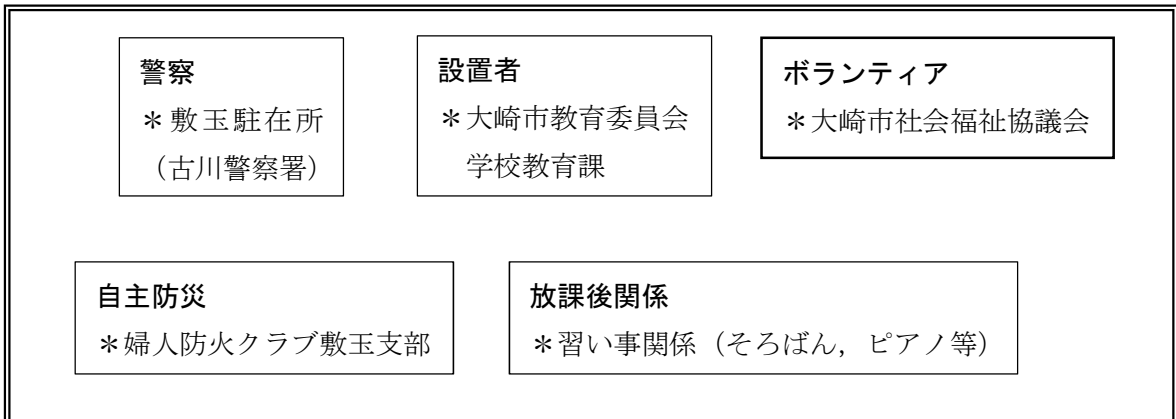 警察
＊敷玉駐在所
（古川警察署）
設置者
＊大崎市教育委員会
学校教育課
ボランティア
＊大崎市社会福祉協議会
自主防災
＊婦人防火クラブ敷玉支部
放課後関係
＊習い事関係（そろばん，ピアノ等）